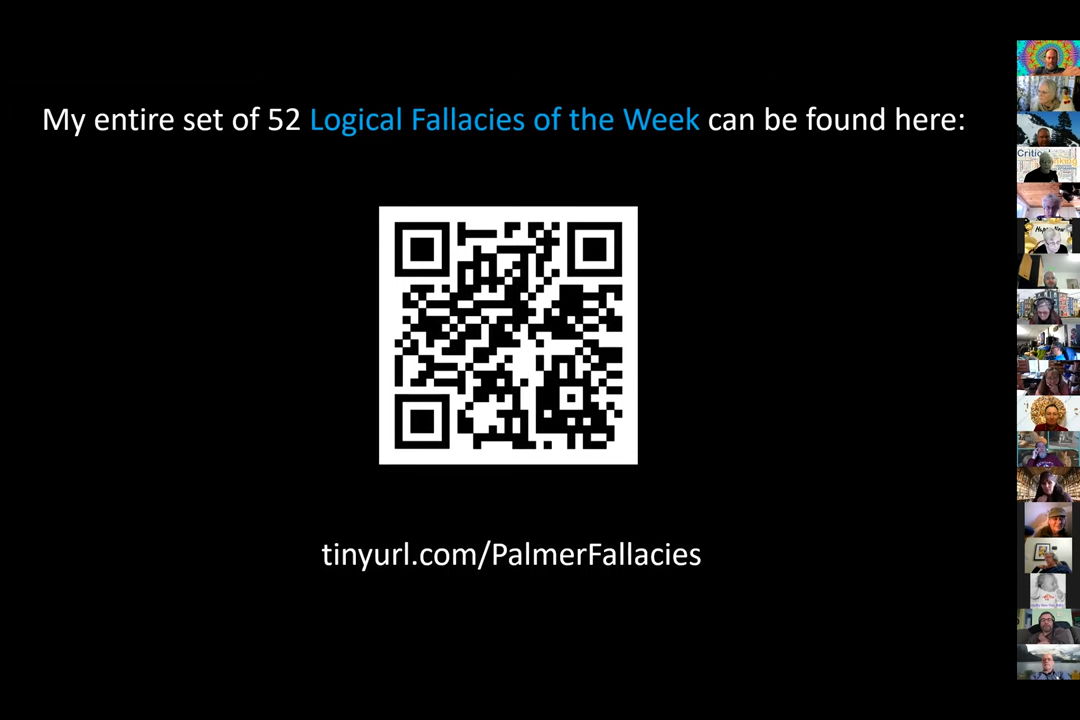 My entire set of 52 Logical Fallacies of the Week can be found here:
tinyurl.com/PalmerFallacies